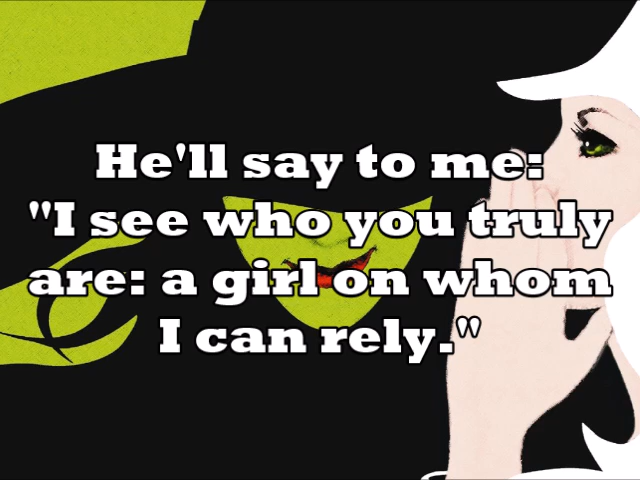 He'll say to me:
"I see who you truly
are: a girl on whom
I can rely."